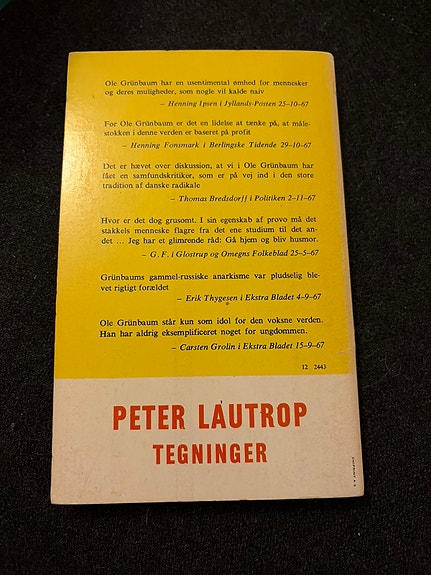 Ole Grünbaum har en usentimental ømhed for mennesker
og deres muligheder, som nogle vil kalde naiv
– Henning Ipsen i Jyllands-Posten 25-10-67
For Ole Grünbaum er det en lidelse at tænke på, at måle-
stokken i denne verden er baseret på profit
– Henning Fonsmark i Berlingske Tidende 29-10-67
Det er hævet over diskussion, at vi i Ole Grünbaum har
fået en samfundskritiker, som er på vej ind i den store
tradition af danske radikale
– Thomas Bredsdorff i Politiken 2-11-67
Hvor er det dog grusomt. I sin egenskab af provo må det
stakkels menneske flagre fra det ene studium til det an-
det ... Jeg har et glimrende råd: Gå hjem og bliv humsor.
– G.F. i Glostrup og Omegns Folkeblad 25-5-67
Grünbaums gammel-russiske anarkisme var pludselig ble-
vet rigtigt forældet
– Erik Thygesen i Ekstra Bladet 4-9-67
Ole Grünbaum står kun som idol for den voksne verden.
Han har aldrig eksemplificeret noget for ungdommen.
– Carsten Grolin i Ekstra Bladet 15-9-67
12 2443
PETER LAUTROP
TEGNINGER